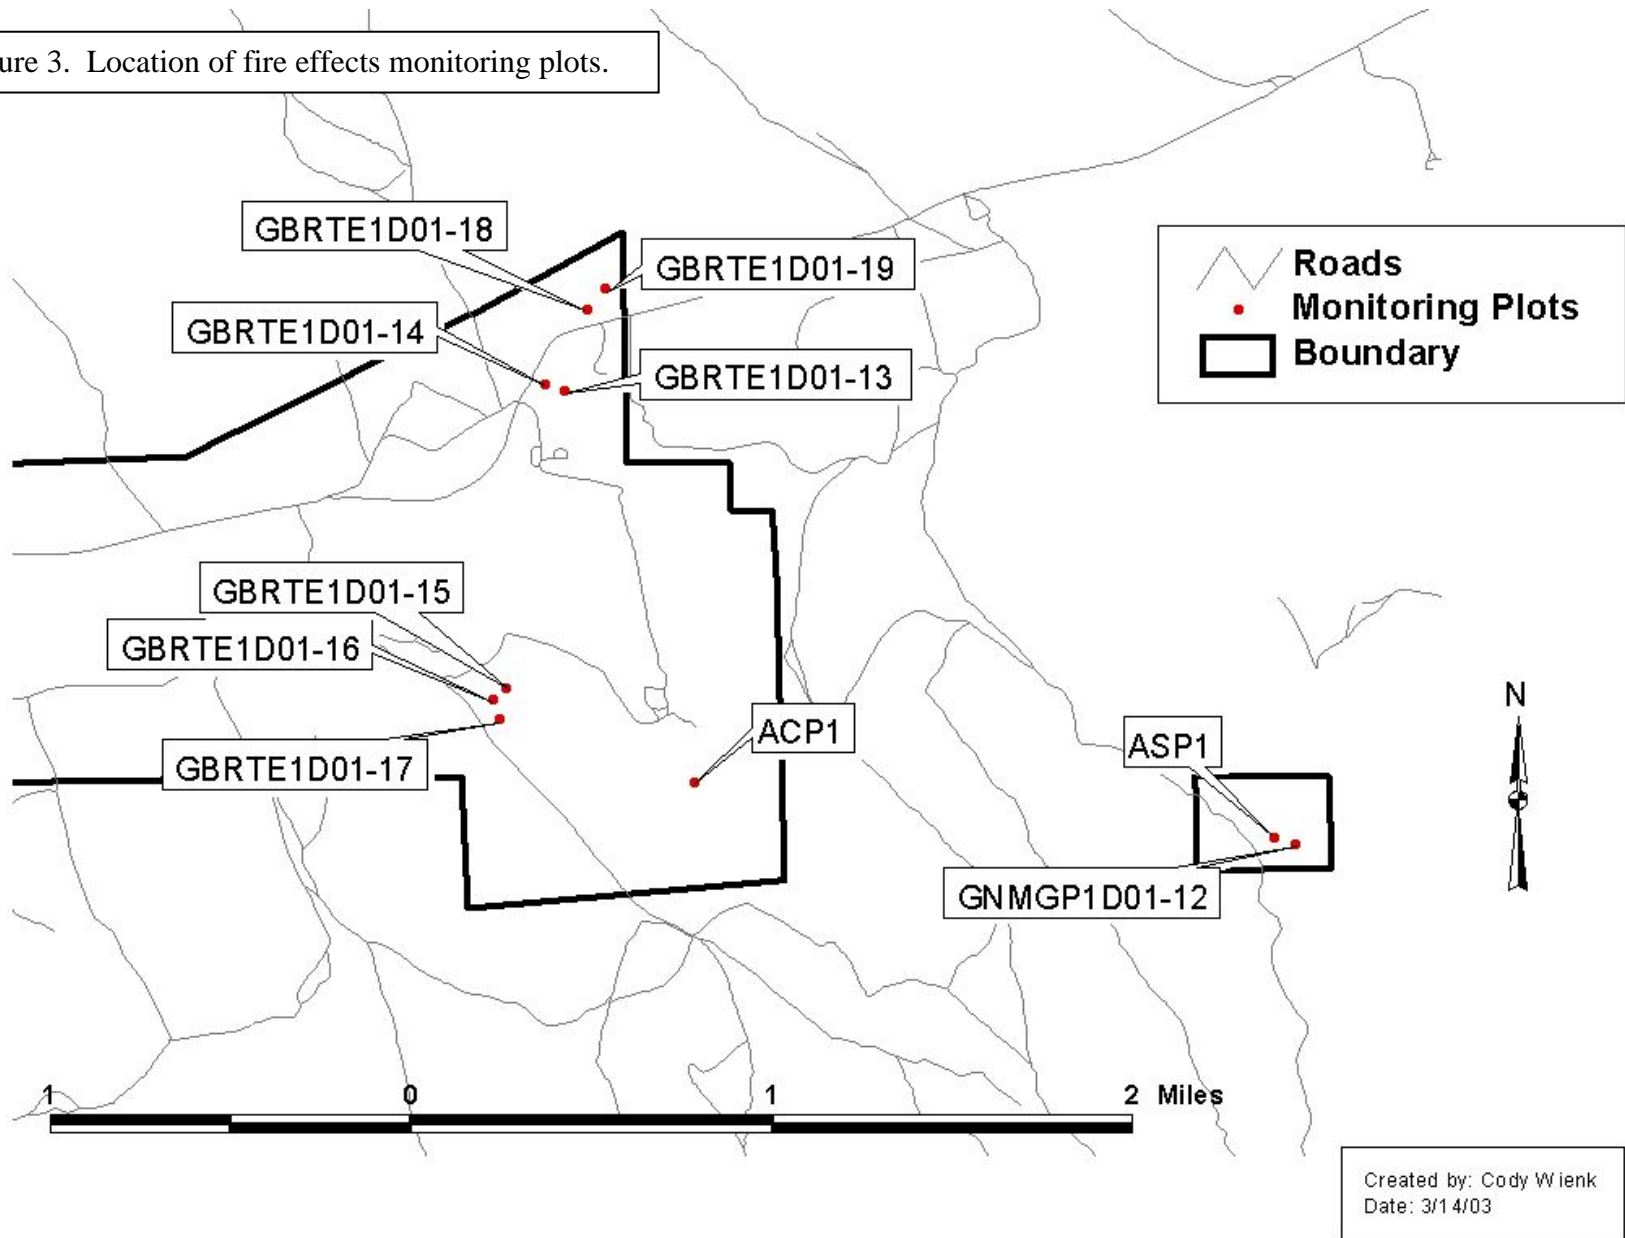 ure 3. Location of fire effects monitoring plots.
GBRTE1D01-18
GBRTE1D01-19
GBRTE1D01-14
GBRTE1D01-13
Roads
Monitoring Plots
Boundary
GBRTE1D01-15
GBRTE1D01-16
GBRTE1D01-17
ACP1
ASP1
GNMGP1D01-12
N
1 0 1 2 Miles
Created by: Cody Wienk
Date: 3/14/03